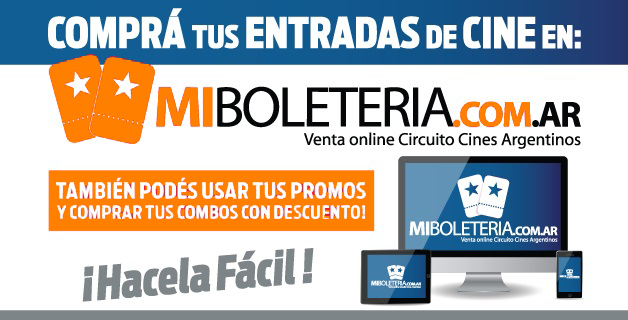 COMPRÁ TUS ENTRADAS DE CINE EN:
MIBOLETERIA.COM.AR
Venta online Circuito Cines Argentinos
TAMBIÉN PODÉS USAR TUS PROMOS
Y COMPRAR TUS COMBOS CON DESCUENTO!
¡Hacela Fácil!
MIBOLETERIA.COM.AR
Venta online Circuito Cines Argentinos
MIBOLETERIA.COM.AR